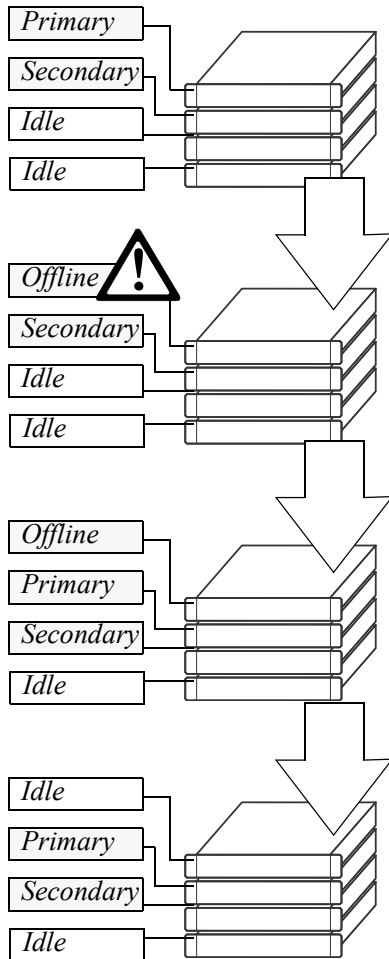 Primary
Secondary
Idle
Idle
Offline
!
Secondary
Idle
Idle
Offline
Primary
Secondary
Idle
Idle
Primary
Secondary
Idle